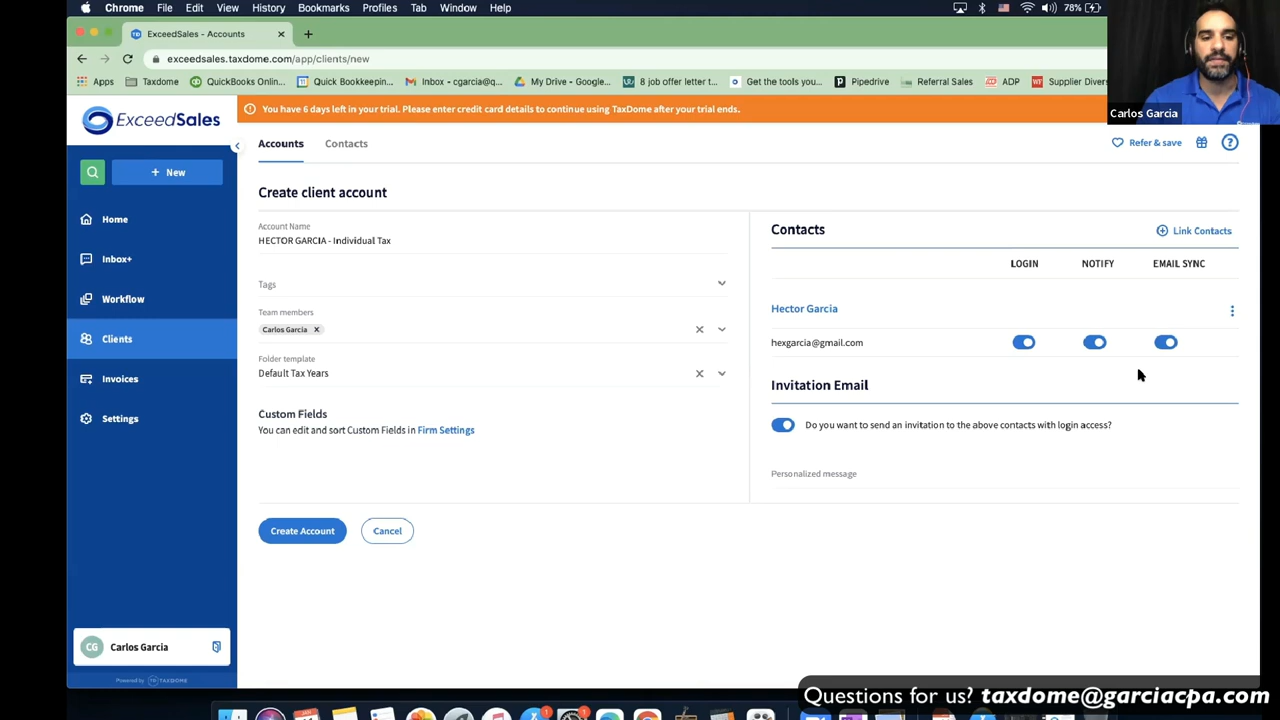 Chrome File Edit View History Bookmarks Profiles Tab Window Help 78%
ExceedSales - Accounts
exceedsales.taxdome.com/app/clients/new
Apps Taxdome QuickBooks Onlin... Quick Bookkeepin... Inbox - cgarcia@q... My Drive - Google... 8 job offer letter t... Get the tools you... Pipedrive Referral Sales ADP Supplier Divers
Carlos Garcia
ExceedSales
You have 6 days left in your trial. Please enter credit card details to continue using TaxDome after your trial ends.
Accounts Contacts
Refer & save
+ New
Home
Inbox+
Workflow
Clients
Invoices
Settings
Create client account
Account Name
HECTOR GARCIA - Individual Tax
Tags
Team members
Carlos Garcia
Folder template
Default Tax Years
Custom Fields
You can edit and sort Custom Fields in Firm Settings
Create Account Cancel
Contacts
Link Contacts
LOGIN NOTIFY EMAIL SYNC
Hector Garcia
hexgarcia@gmail.com
Invitation Email
Do you want to send an invitation to the above contacts with login access?
Personalized message
CG Carlos Garcia
Powered by TAXDOME
Questions for us? taxdome@garciacpa.com